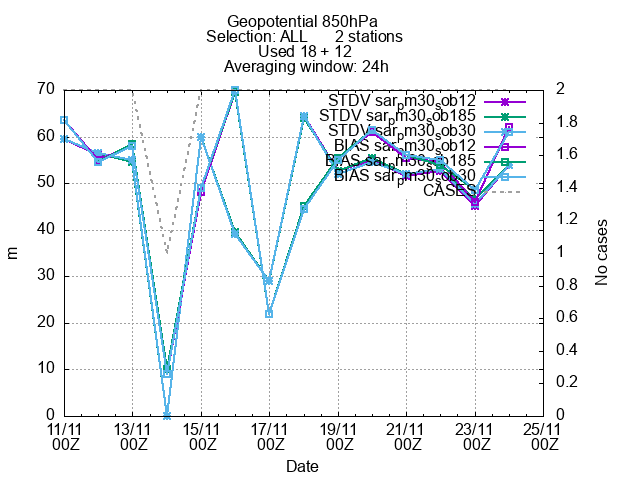 Geopotential 850hPa
Selection: ALL 2 stations
Used 18 + 12
Averaging window: 24h
STDV sar_pm30_sob12
STDV sar_pm30_sob185
STDV sar_pm30_sob30
BIAS sar_pm30_sob12
BIAS sar_pm30_sob185
BIAS sar_pm30_sob30
CASES
70
60
50
40
30
20
10
0
m
2
1.8
1.6
1.4
1.2
1
0.8
0.6
0.4
0.2
0
No cases
11/11 13/11 15/11 17/11 19/11 21/11 23/11 25/11
00Z 00Z 00Z 00Z 00Z 00Z 00Z 00Z
Date